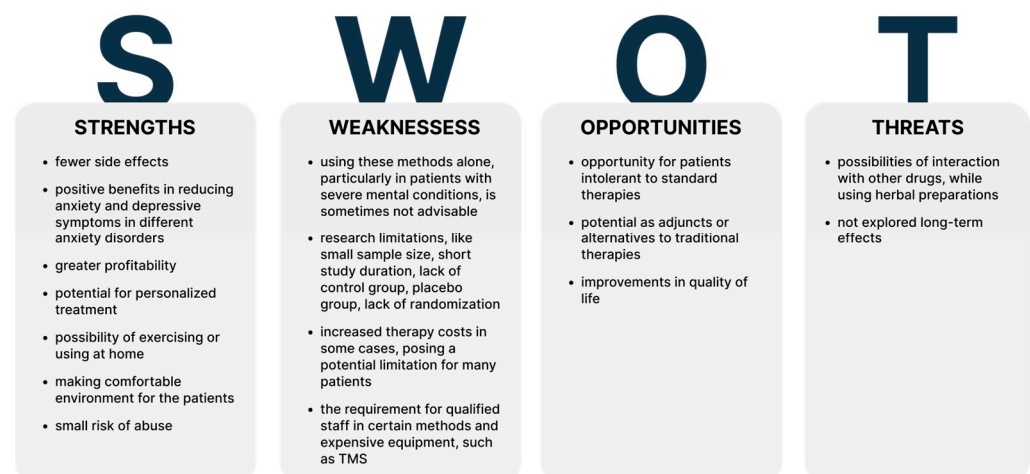 S
W
O
T
STRENGTHS
• fewer side effects
• positive benefits in reducing
anxiety and depressive
symptoms in different
anxiety disorders
• greater profitability
• potential for personalized
treatment
• possibility of exercising or
using at home
• making comfortable
environment for the patients
• small risk of abuse
WEAKNESSESS
• using these methods alone,
particularly in patients with
severe mental conditions, is
sometimes not advisable
• research limitations, like
small sample size, short
study duration, lack of
control group, placebo
group, lack of randomization
• increased therapy costs in
some cases, posing a
potential limitation for many
patients
• the requirement for qualified
staff in certain methods and
expensive equipment, such
as TMS
OPPORTUNITIES
• opportunity for patients
intolerant to standard
therapies
• potential as adjuncts or
alternatives to traditional
therapies
• improvements in quality of
life
THREATS
• possibilities of interaction
with other drugs, while
using herbal preparations
• not explored long-term
effects